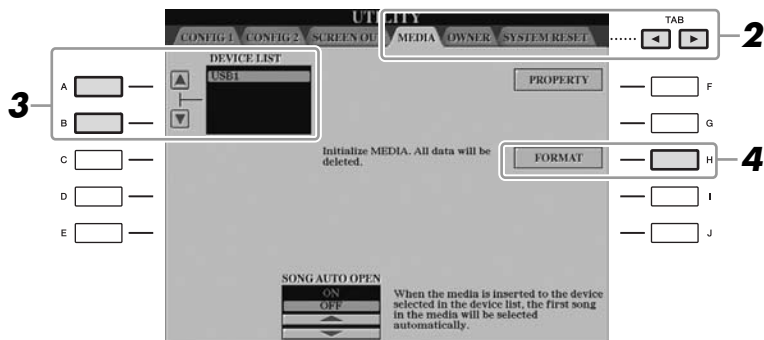 UTILITY
CONFIG 1 CONFIG 2 SCREEN OUT MEDIA OWNER SYSTEM RESET
TAB
2
DEVICE LIST
USB1
PROPERTY
3
A
B
C
D
E
F
G
H
I
J
Initialize MEDIA. All data will be
deleted.
FORMAT
4
SONG AUTO OPEN
ON
OFF
When the media is inserted to the device
selected in the device list, the first song
in the media will be selected
automatically.